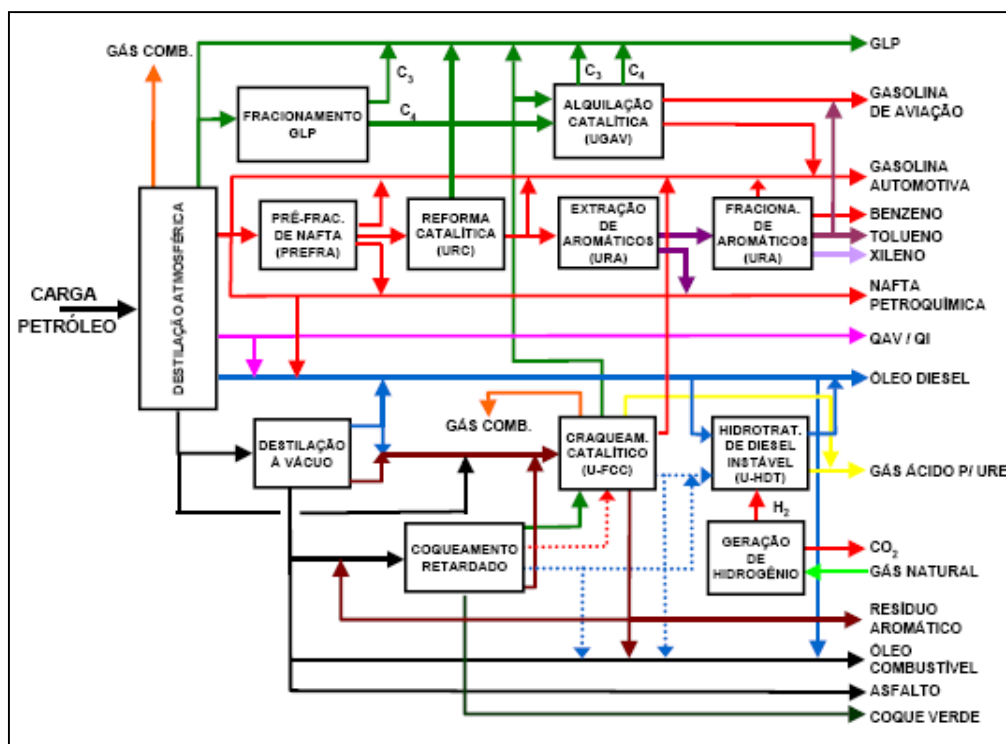 GÁS COMB.
GLP
C3
C3
C4
FRACIONAMENTO
GLP
C4
ALQUILAÇÃO
CATALÍTICA
(UGAV)
GASOLINA
DE AVIAÇÃO
GASOLINA
AUTOMOTIVA
DESTILAÇÃO ATMOSFÉRICA
PRÉ-FRAC.
DE NAFTA
(PREFRA)
REFORMA
CATALÍTICA
(URC)
EXTRAÇÃO
DE
AROMÁTICOS
(URA)
FRACIONA.
DE
AROMÁTICOS
(URA)
BENZENO
TOLUENO
XILENO
CARGA
PETRÓLEO
NAFTA
PETROQUÍMICA
QAV / QI
ÓLEO DIESEL
DESTILAÇÃO
À VÁCUO
GÁS COMB.
CRAQUEAM.
CATALÍTICO
(U-FCC)
HIDROTRAT.
DE DIESEL
INSTÁVEL
(U-HDT)
GÁS ÁCIDO P/ URE
H2
COQUEAMENTO
RETARDADO
GERAÇÃO
DE
HIDROGÊNIO
CO2
GÁS NATURAL
RESÍDUO
AROMÁTICO
ÓLEO
COMBUSTÍVEL
ASFALTO
COQUE VERDE